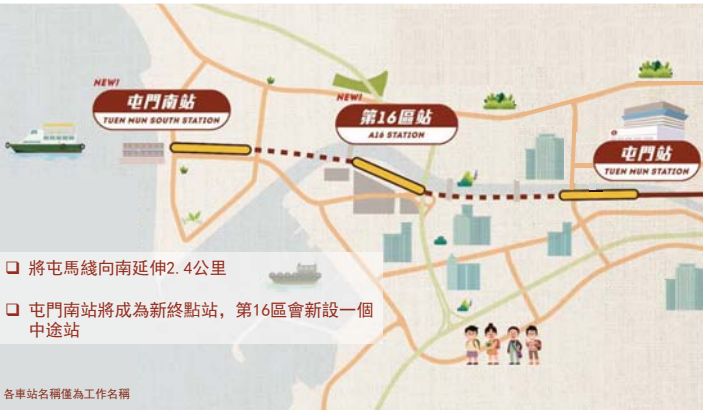 NEW!
屯門南站
TUEN MUN SOUTH STATION
NEW!
第16區站
A16 STATION
屯門站
TUEN MUN STATION
將屯馬綫向南延伸2.4公里
屯門南站將成為新終點站，第16區會新設一個
中途站
各車站名稱僅為工作名稱